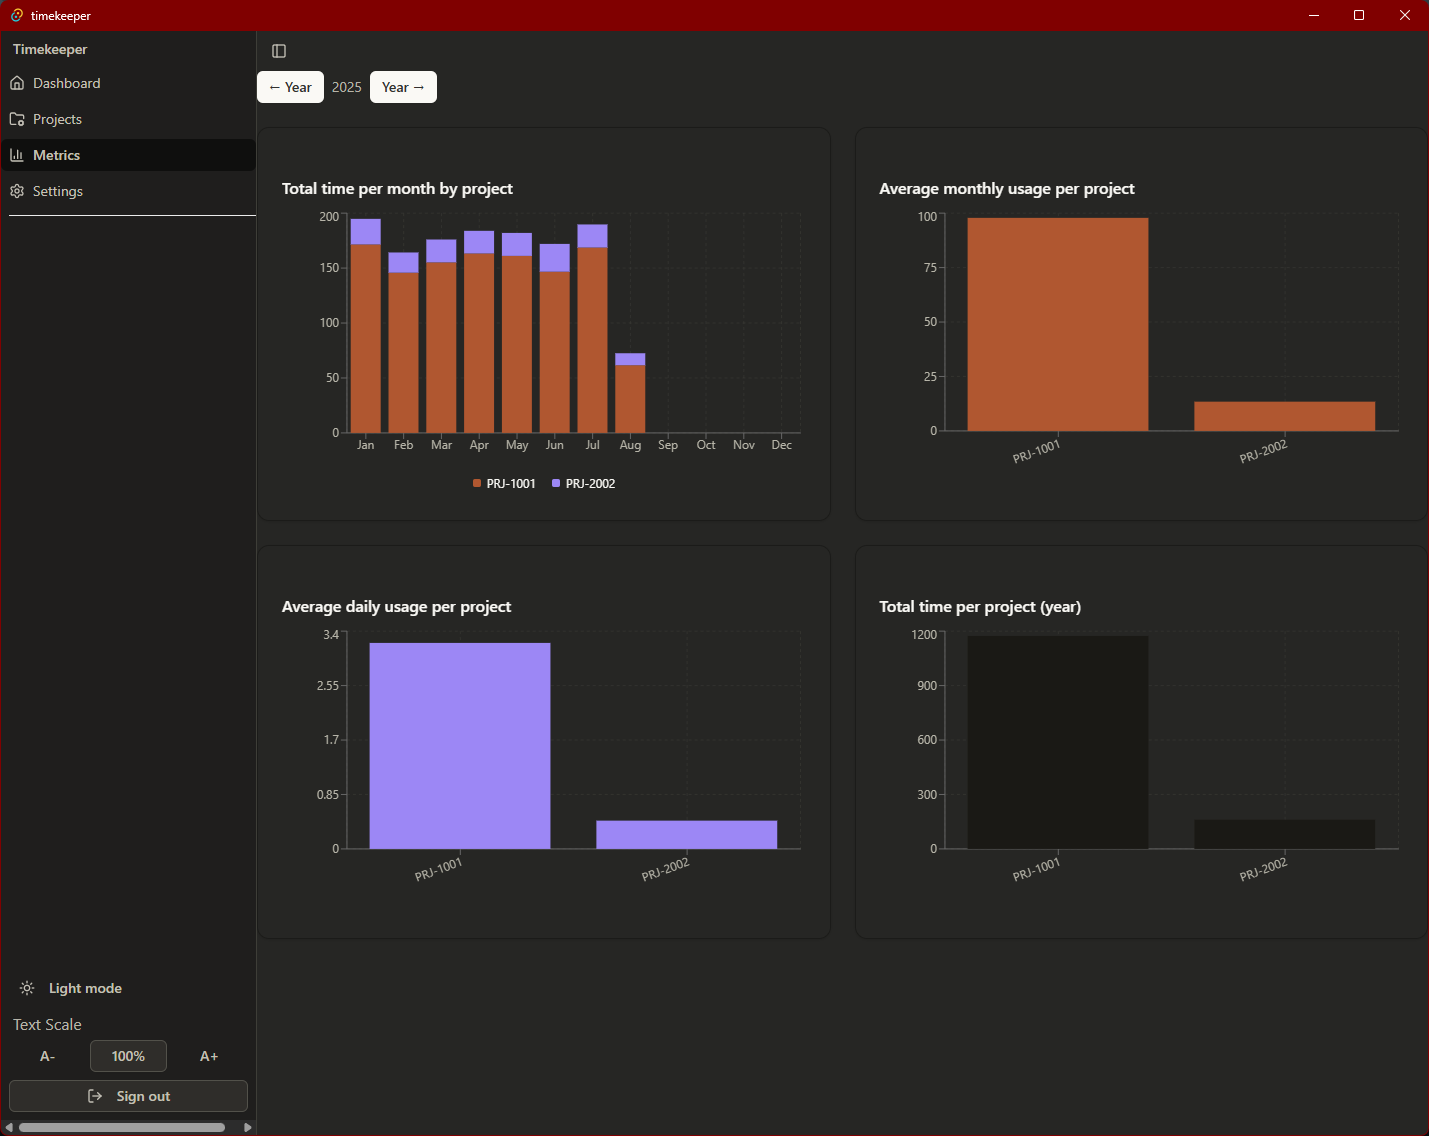 timekeeper
Timekeeper
Dashboard
Projects
Metrics
Settings
← Year 2025 Year →
Total time per month by project
200
150
100
50
0
Jan Feb Mar Apr May Jun Jul Aug Sep Oct Nov Dec
PRJ-1001 PRJ-2002
Average monthly usage per project
100
75
50
25
0
PRJ-1001 PRJ-2002
Average daily usage per project
3.4
2.55
1.7
0.85
0
PRJ-1001 PRJ-2002
Total time per project (year)
1200
900
600
300
0
PRJ-1001 PRJ-2002
Light mode
Text Scale
A- 100% A+
Sign out